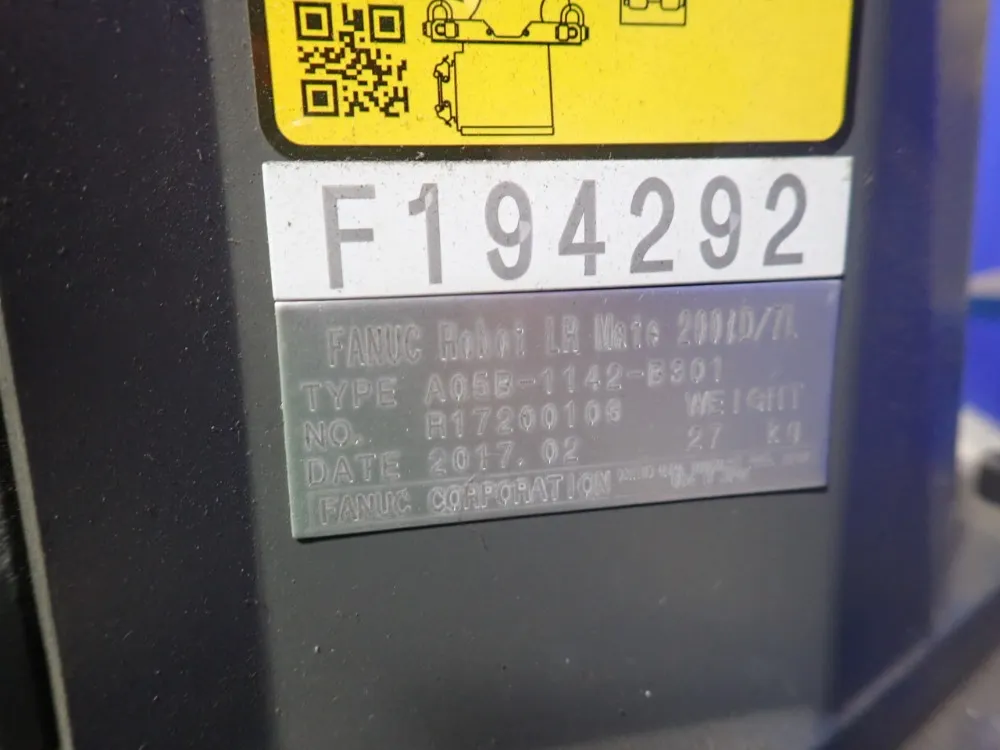 F194292
FANUC Robot LR Mate 200iD/7L
TYPE A05B-1142-B301
NO. WEIGHT
DATE 2017.02 27 kg
FANUC CORPORATION